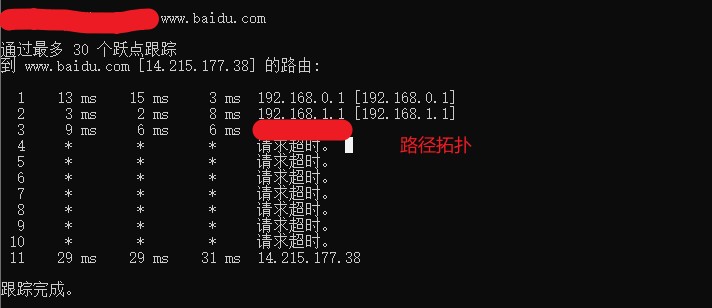 www.baidu.com
通过最多 30 个跃点跟踪
到 www.baidu.com [14.215.177.38] 的路由:
1 13 ms 15 ms 3 ms 192.168.0.1 [192.168.0.1]
2 3 ms 2 ms 8 ms 192.168.1.1 [192.168.1.1]
3 9 ms 6 ms 6 ms
4 * * * 请求超时。
路径拓扑
5 * * * 请求超时。
6 * * * 请求超时。
7 * * * 请求超时。
8 * * * 请求超时。
9 * * * 请求超时。
10 * * * 请求超时。
11 29 ms 29 ms 31 ms 14.215.177.38
跟踪完成。